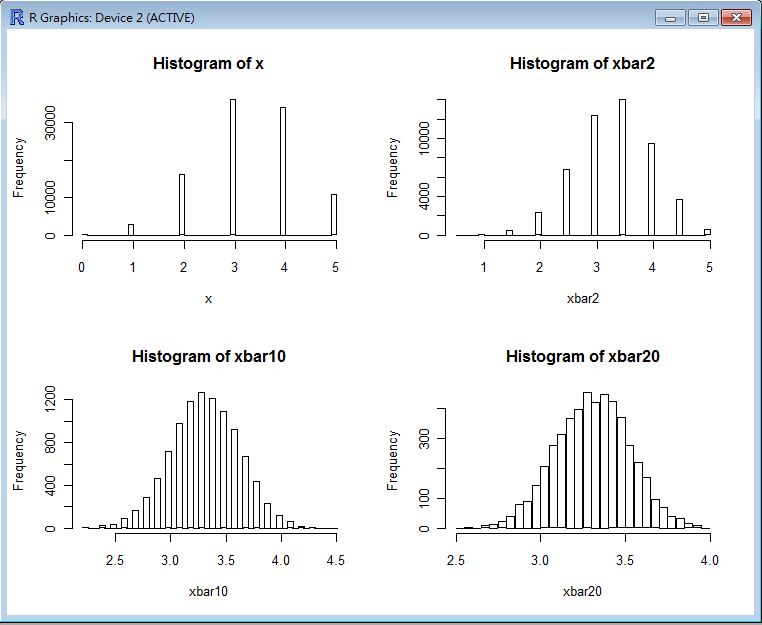 R Graphics: Device 2 (ACTIVE)
Histogram of x
Frequency
0 10000 30000
0 1 2 3 4 5
x
Histogram of xbar2
Frequency
0 4000 10000
1 2 3 4 5
xbar2
Histogram of xbar10
Frequency
0 400 800 1200
2.5 3.0 3.5 4.0 4.5
xbar10
Histogram of xbar20
Frequency
0 100 300
2.5 3.0 3.5 4.0
xbar20